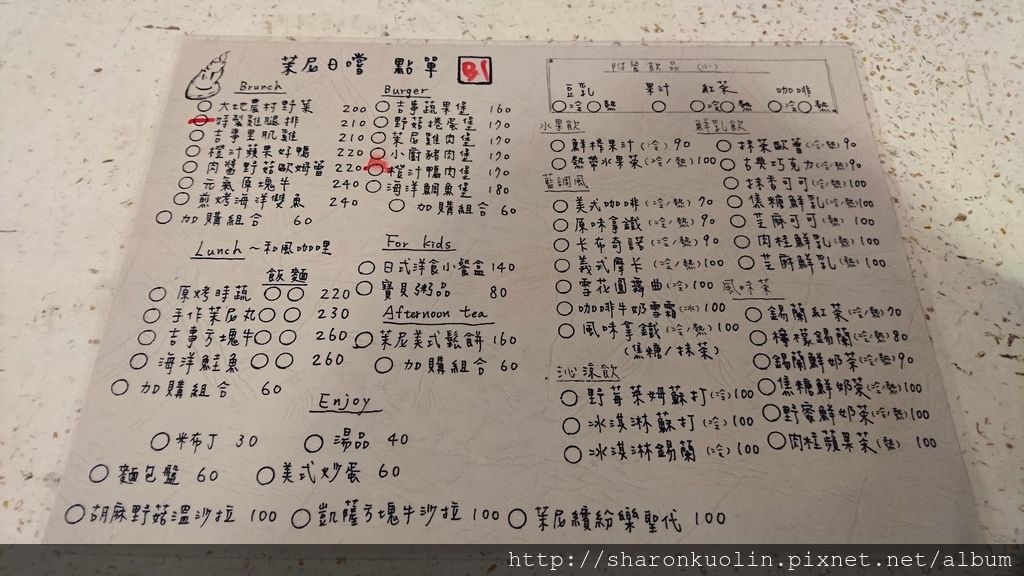 茉尼日嚐 點單
Brunch
○大地農村野菜 200
○特製雞腿排 210
○吉事里肌雞 210
○橙汁蘋果好鴨 220
○肉醬野菇歐姆蕾 220
○元氣原塊牛 240
○煎烤海洋雙魚 240
○加購組合 60
Burger
○吉事蔬果堡 160
○野菇捲蛋堡 170
○茉尼雞肉堡 170
○小廚豬肉堡 170
○橙汁鴨肉堡 170
○海洋鯛魚堡 180
○加購組合 60
Lunch～和風咖哩
飯 麵
○原烤時蔬○○ 220
○手作茉尼丸○○ 230
○吉事方塊牛○○ 260
○海洋鮭魚○○ 260
○加購組合 60
For kids
○日式洋食小餐盒 140
○寶貝粥品 80
Afternoon tea
○茉尼美式鬆餅 160
○加購組合 60
Enjoy
○米布丁 30 ○湯品 40
○麵包盤 60 ○美式炒蛋 60
○胡麻野菇溫沙拉 100 ○凱薩方塊牛沙拉 100 ○茉尼繽紛樂聖代 100
附餐飲品
豆乳 果汁 紅茶 咖啡
○冷○熱 ○ ○冷○熱 ○冷○熱
水果飲
○鮮榨果汁(冷) 90
○熱帶水果茶(冷/熱) 100
藍調風
○美式咖啡(冷/熱) 70
○原味拿鐵(冷/熱) 90
○卡布奇諾(冷/熱) 90
○義式摩卡(冷/熱) 100
○雪花圓舞曲(冷) 100
○咖啡牛奶雪霜(冰) 100
○風味拿鐵(冷/熱) 100
(焦糖/抹茶)
沁涼飲
○野莓萊姆蘇打(冷) 100
○冰淇淋蘇打(冷) 100
○冰淇淋錫蘭(冷) 100
鮮乳飲
○抹茶歐蕾(冷/熱) 90
○古典巧克力(冷/熱) 90
○抹香可可(冷/熱) 100
○焦糖鮮乳(冷/熱) 100
○芝麻可可(熱) 100
○肉桂鮮乳(熱) 100
○芝麻鮮乳(熱) 100
風味茶
○錫蘭紅茶(冷/熱) 70
○檸檬錫蘭(冷/熱) 80
○錫蘭鮮奶茶(冷/熱) 90
○焦糖鮮奶茶(冷/熱) 100
○野蜜鮮奶茶(冷/熱) 100
○肉桂蘋果茶(熱) 100
http://sharonkuolin.pixnet.net/album